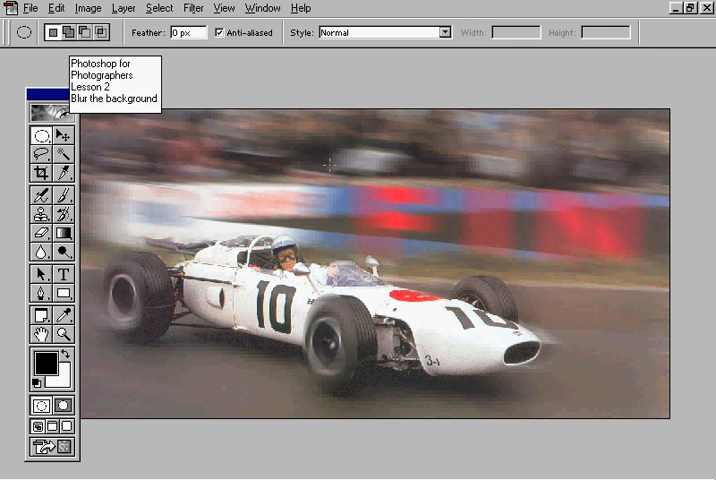 File Edit Image Layer Select Filter View Window Help
Feather: 0 px Anti-aliased Style: Normal Width: Height:
Photoshop for
Photographers
Lesson 2
Blur the background
10
10